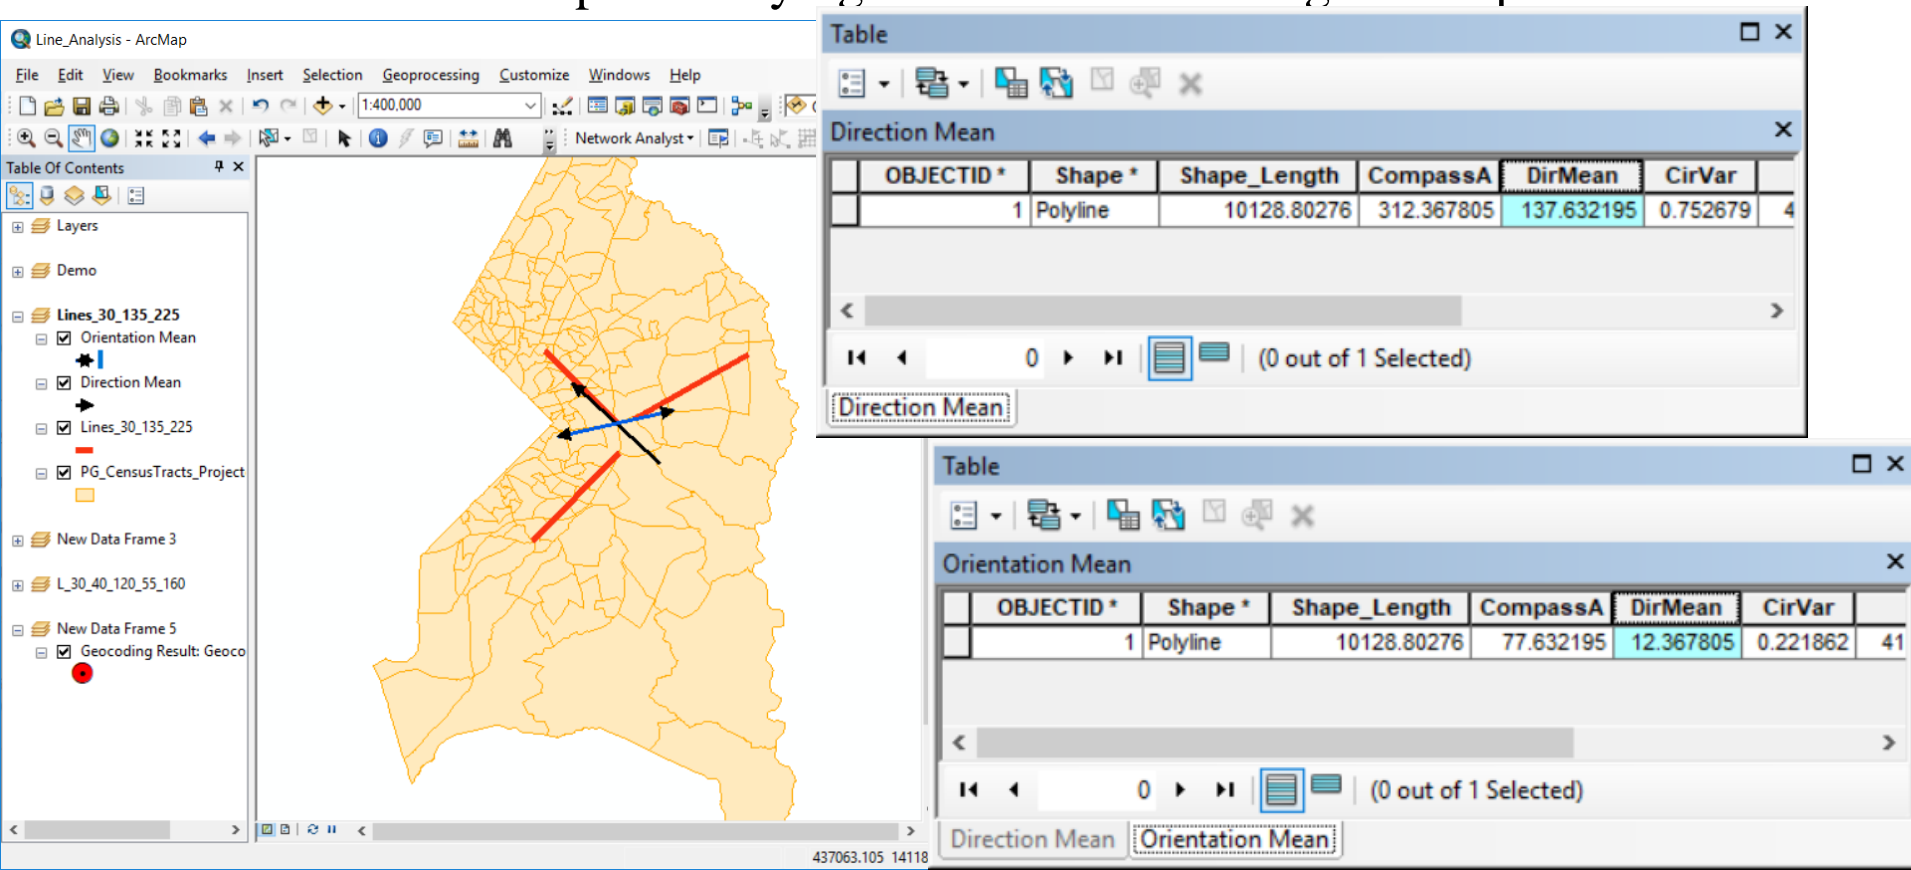 Line_Analysis - ArcMap
File Edit View Bookmarks Insert Selection Geoprocessing Customize Windows Help
1:400,000
Network Analyst
Table Of Contents
Layers
Demo
Lines_30_135_225
Orientation Mean
Direction Mean
Lines_30_135_225
PG_CensusTracts_Project
New Data Frame 3
L_30_40_120_55_160
New Data Frame 5
Geocoding Result: Geoco
437063.105 14118
Table
Direction Mean
OBJECTID * Shape * Shape_Length CompassA DirMean CirVar
1 Polyline 10128.80276 312.367805 137.632195 0.752679 4
0 (0 out of 1 Selected)
Direction Mean
Table
Orientation Mean
OBJECTID * Shape * Shape_Length CompassA DirMean CirVar
1 Polyline 10128.80276 77.632195 12.367805 0.221862 41
0 (0 out of 1 Selected)
Direction Mean Orientation Mean